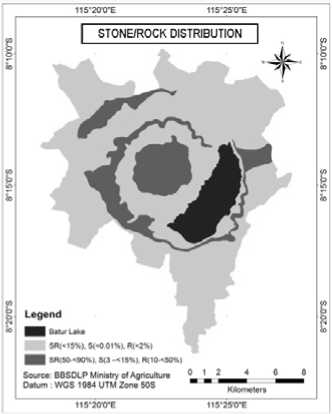 115°20'0"E 115°25'0"E
STONE/ROCK DISTRIBUTION
8°10'0"S 8°10'0"S
8°15'0"S 8°15'0"S
8°20'0"S 8°20'0"S
Legend
Batur Lake
SR(<15%), S(<0.01%), R(<2%)
SR(50-<90%), S(3 -<15%), R(10-<50%)
Source: BBSDLP Ministry of Agriculture
Datum : WGS 1984 UTM Zone 50S
0 1 2 4 6 8
Kilometers
115°20'0"E 115°25'0"E